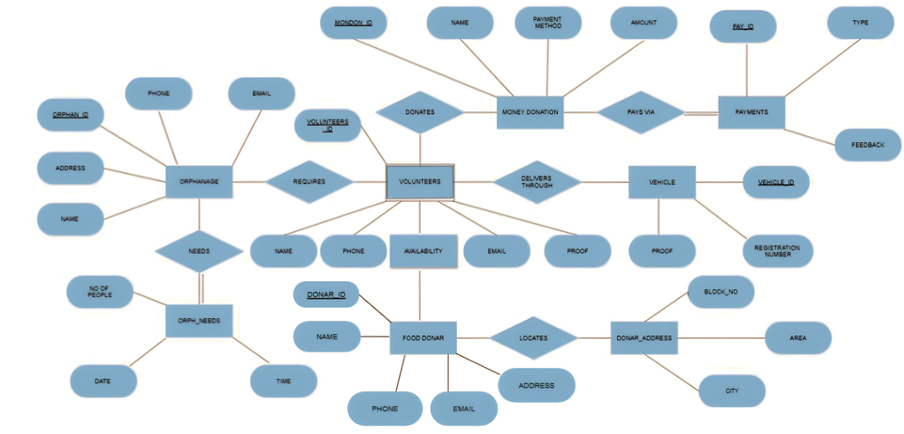 MONDON_ID
NAME
PAYMENT
METHOD
AMOUNT
PAY_ID
TYPE
PHONE
EMAIL
ORPHAN_ID
VOLUNTEERS
_ID
DONATES
MONEY DONATION
PAYS VIA
PAYMENTS
FEEDBACK
ADDRESS
ORPHANAGE
REQUIRES
VOLUNTEERS
DELIVERS
THROUGH
VEHICLE
VEHICLE_ID
NAME
NEEDS
NAME
PHONE
AVAILABILITY
EMAIL
PROOF
PROOF
REGISTRATION
NUMBER
NO OF
PEOPLE
DONAR_ID
BLOCK_NO
ORPH_NEEDS
NAME
FOOD DONAR
LOCATES
DONAR_ADDRESS
AREA
DATE
TIME
ADDRESS
CITY
PHONE
EMAIL